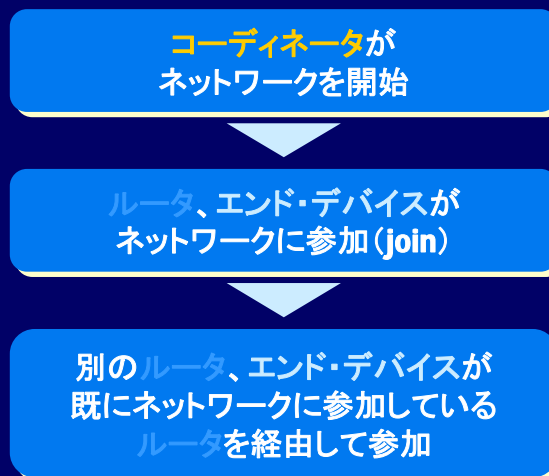 コーディネータが
ネットワークを開始
ルータ、エンド・デバイスが
ネットワークに参加（join）
別のルータ、エンド・デバイスが
既にネットワークに参加している
ルータを経由して参加